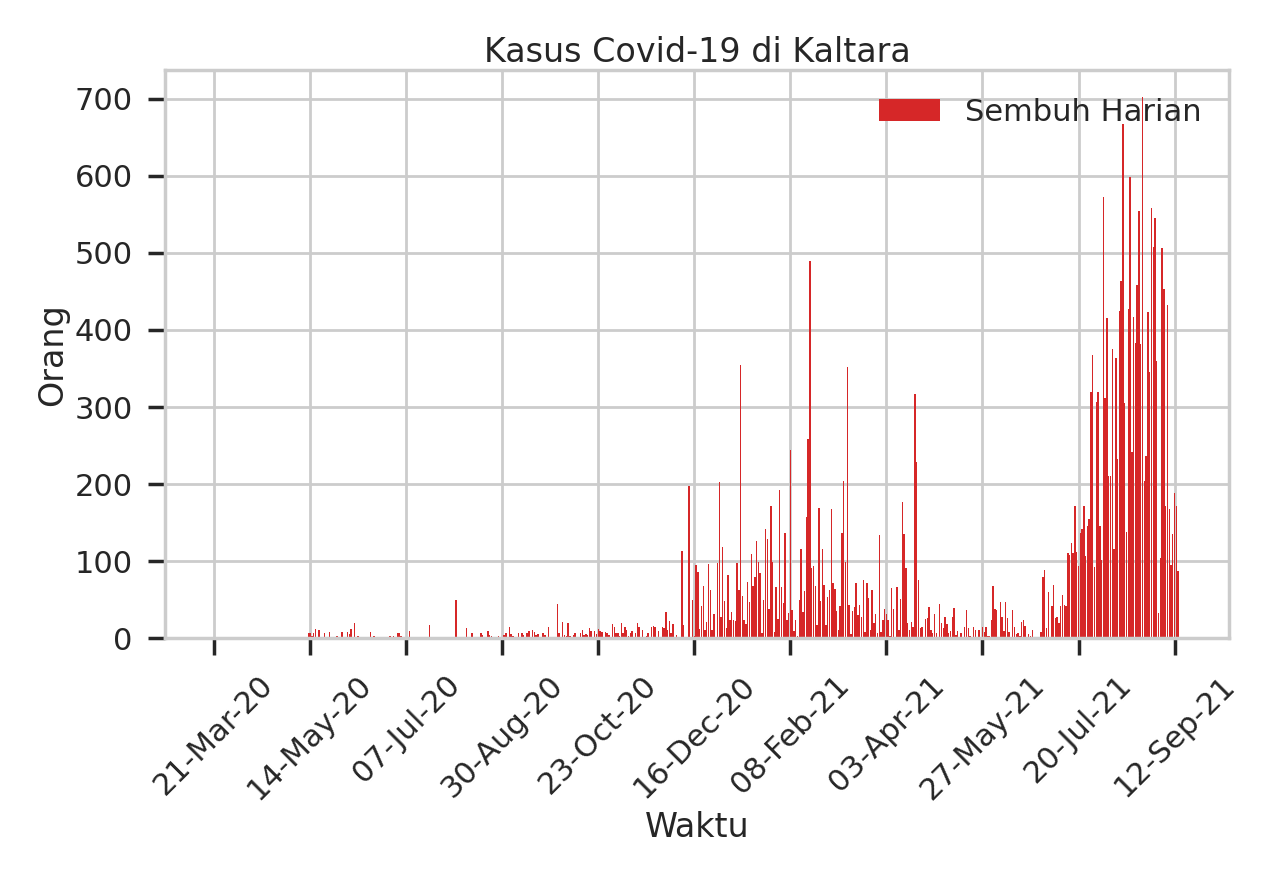 Kasus Covid-19 di Kaltara
Sembuh Harian
Orang
700
600
500
400
300
200
100
0
21-Mar-20
14-May-20
07-Jul-20
30-Aug-20
23-Oct-20
16-Dec-20
08-Feb-21
03-Apr-21
27-May-21
20-Jul-21
12-Sep-21
Waktu